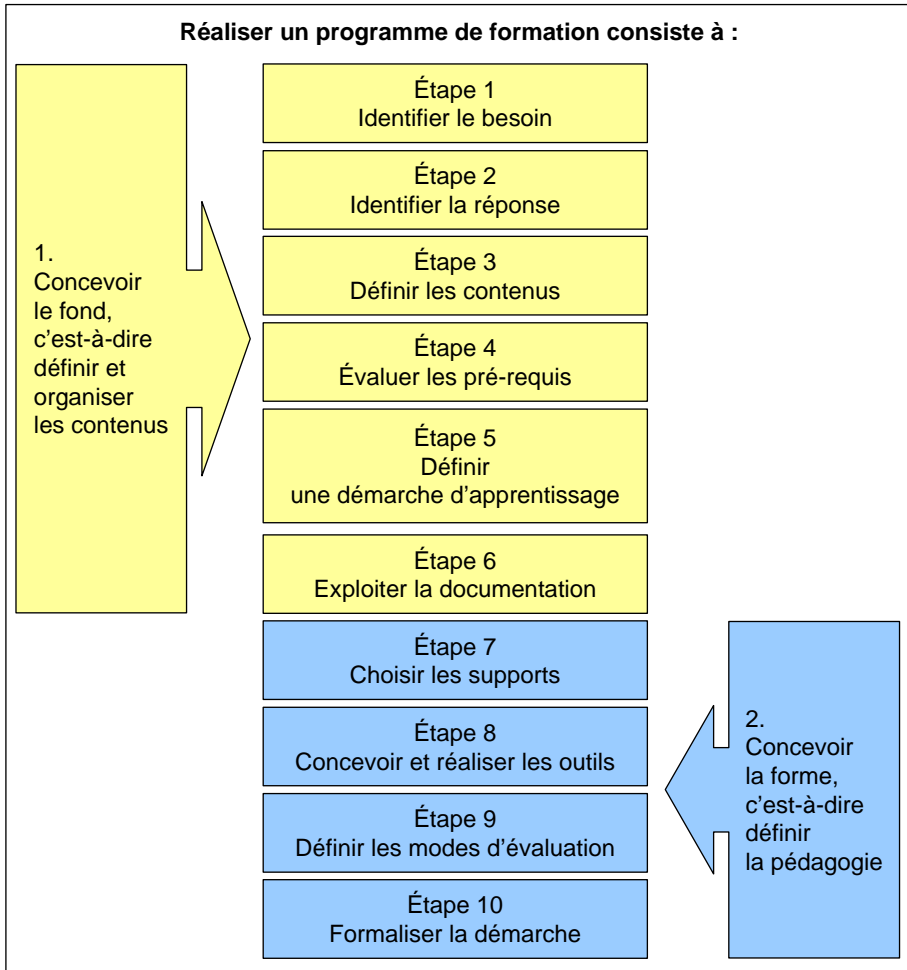 Réaliser un programme de formation consiste à :
1.
Concevoir
le fond,
c'est-à-dire
définir et
organiser
les contenus
Étape 1
Identifier le besoin
Étape 2
Identifier la réponse
Étape 3
Définir les contenus
Étape 4
Évaluer les pré-requis
Étape 5
Définir
une démarche d'apprentissage
Étape 6
Exploiter la documentation
Étape 7
Choisir les supports
Étape 8
Concevoir et réaliser les outils
Étape 9
Définir les modes d'évaluation
Étape 10
Formaliser la démarche
2.
Concevoir
la forme,
c'est-à-dire
définir
la pédagogie